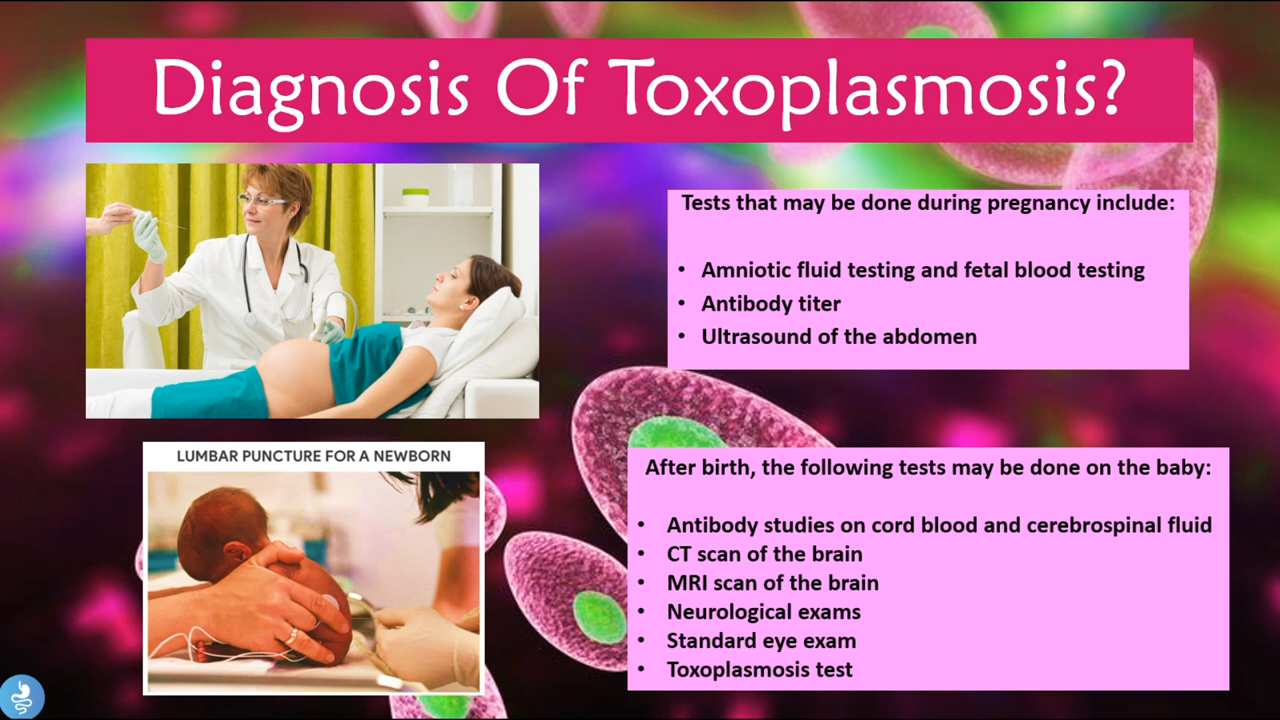 Diagnosis Of Toxoplasmosis?
Tests that may be done during pregnancy include:
• Amniotic fluid testing and fetal blood testing
• Antibody titer
• Ultrasound of the abdomen
LUMBAR PUNCTURE FOR A NEWBORN
After birth, the following tests may be done on the baby:
• Antibody studies on cord blood and cerebrospinal fluid
• CT scan of the brain
• MRI scan of the brain
• Neurological exams
• Standard eye exam
• Toxoplasmosis test